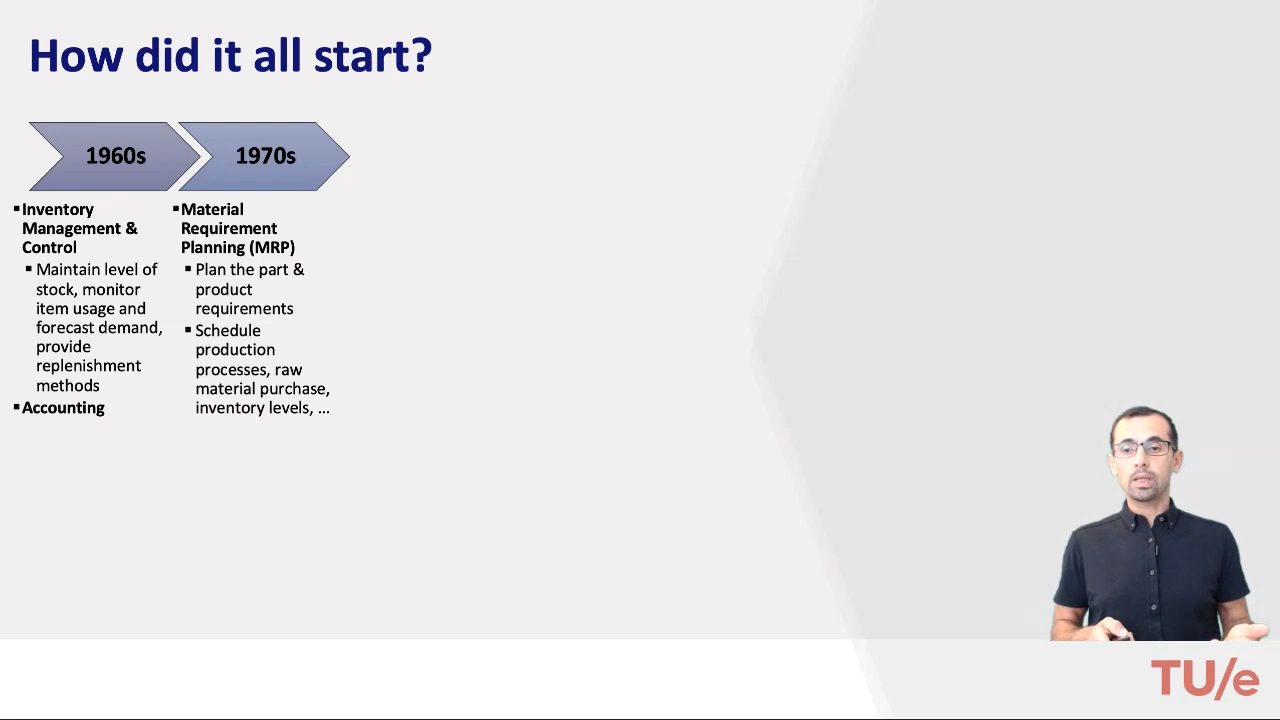 How did it all start?
1960s
1970s
▪Inventory
Management &
Control
▪ Maintain level of
stock, monitor
item usage and
forecast demand,
provide
replenishment
methods
▪Accounting
▪Material
Requirement
Planning (MRP)
▪ Plan the part &
product
requirements
▪ Schedule
production
processes, raw
material purchase,
inventory levels, ...
TU/e